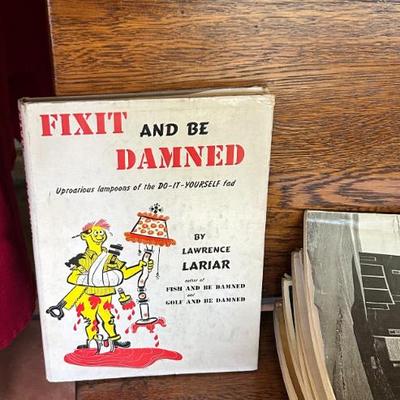 FIXIT AND BE
DAMNED
Uproarious lampoons of the DO-IT-YOURSELF fad
BY
LAWRENCE
LARIAR
author of
FISH AND BE DAMNED
and
GOLF AND BE DAMNED